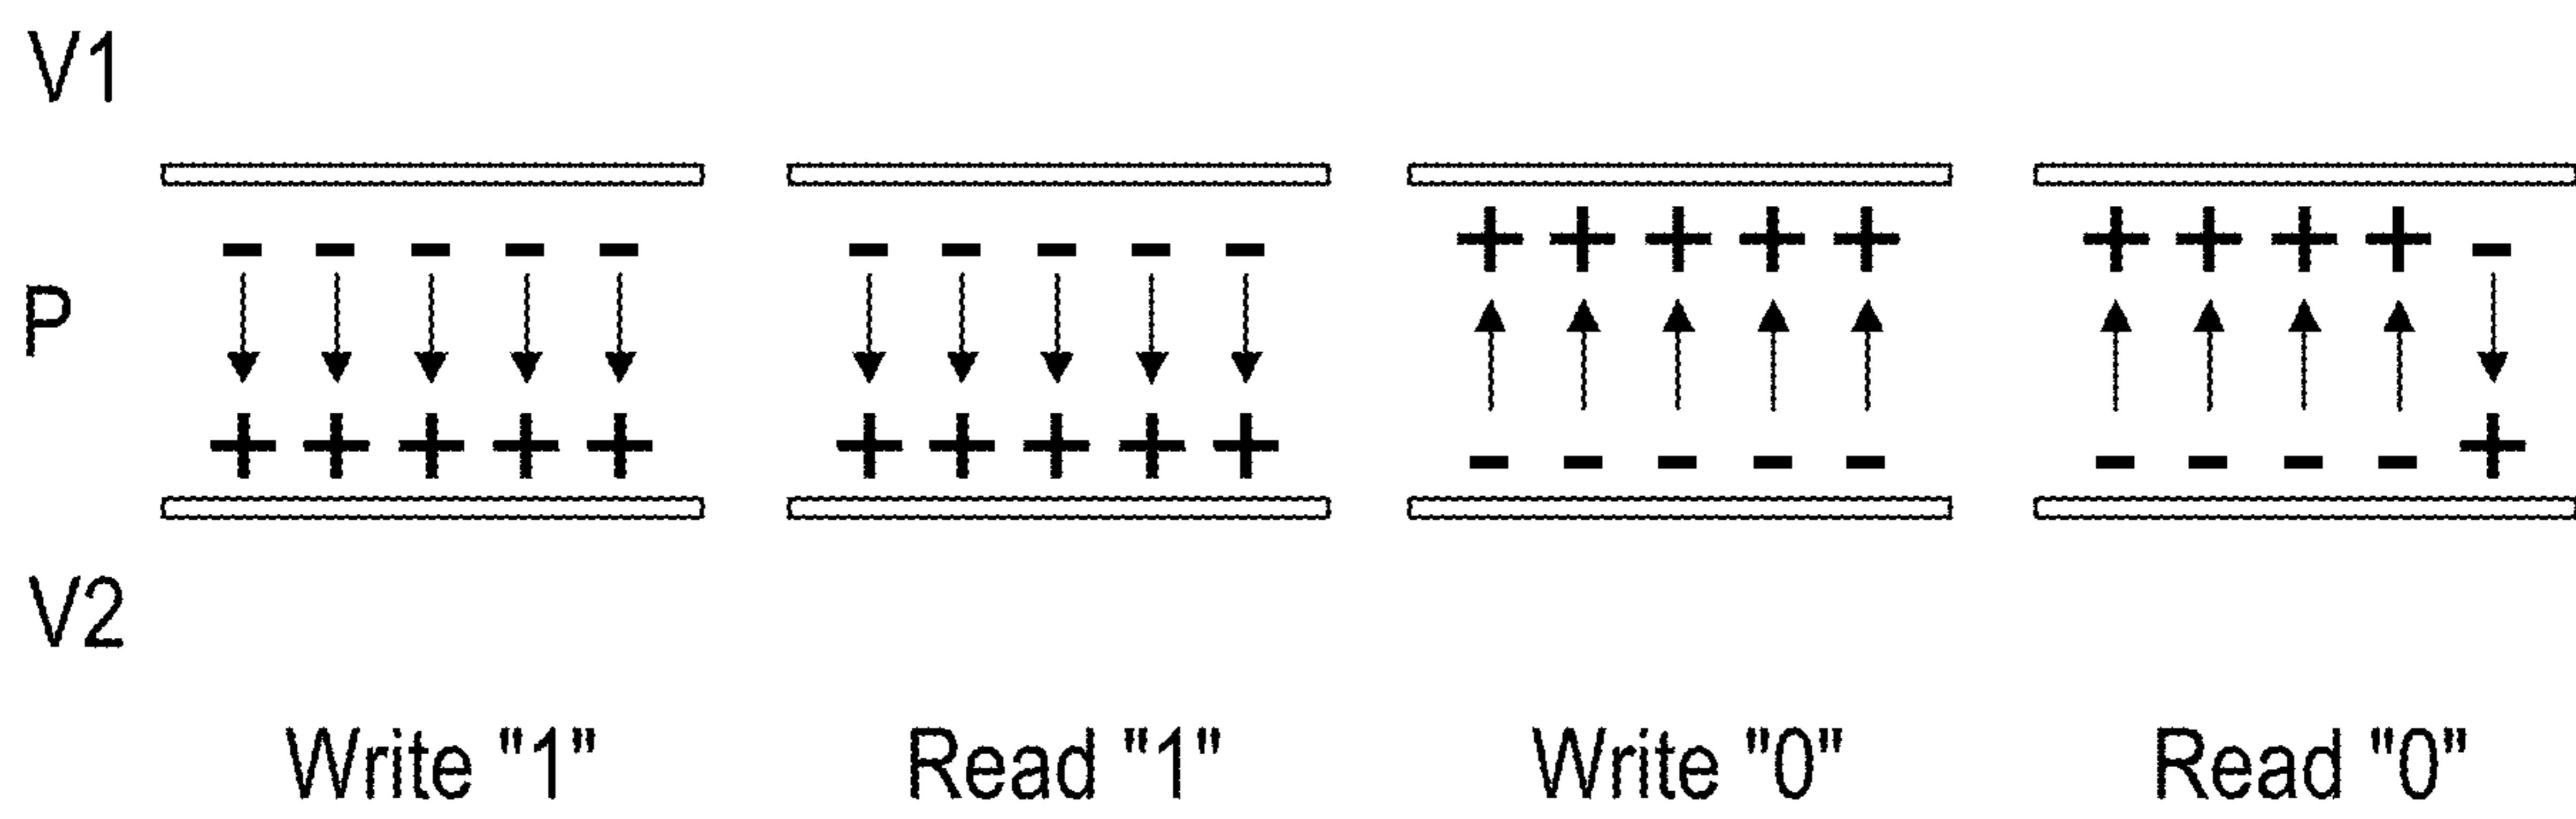 V1
- - - - - - - - - - + + + + + + + + + -
P
+ + + + + + + + + + - - - - - - - - - +
V2
Write "1" Read "1" Write "0" Read "0"